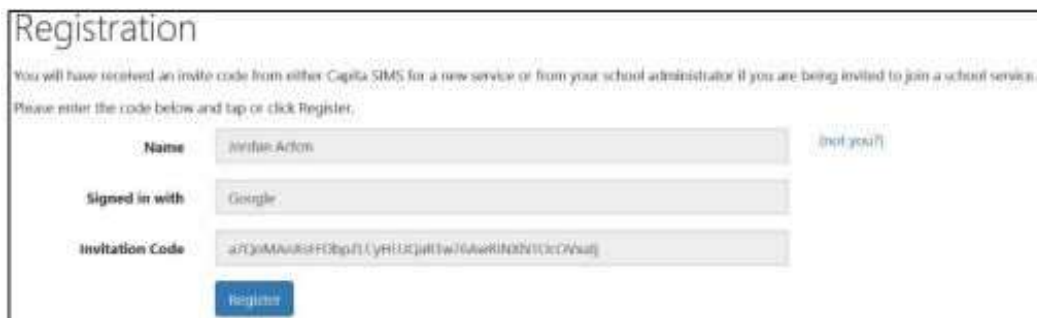 Registration
You will have received an invite code from either Capita SIMS for a new service or from your school administrator if you are being invited to join a school service.
Please enter the code below and tap or click Register.
Name Jordan Acton (not you?)
Signed in with Google
Invitation Code
Register